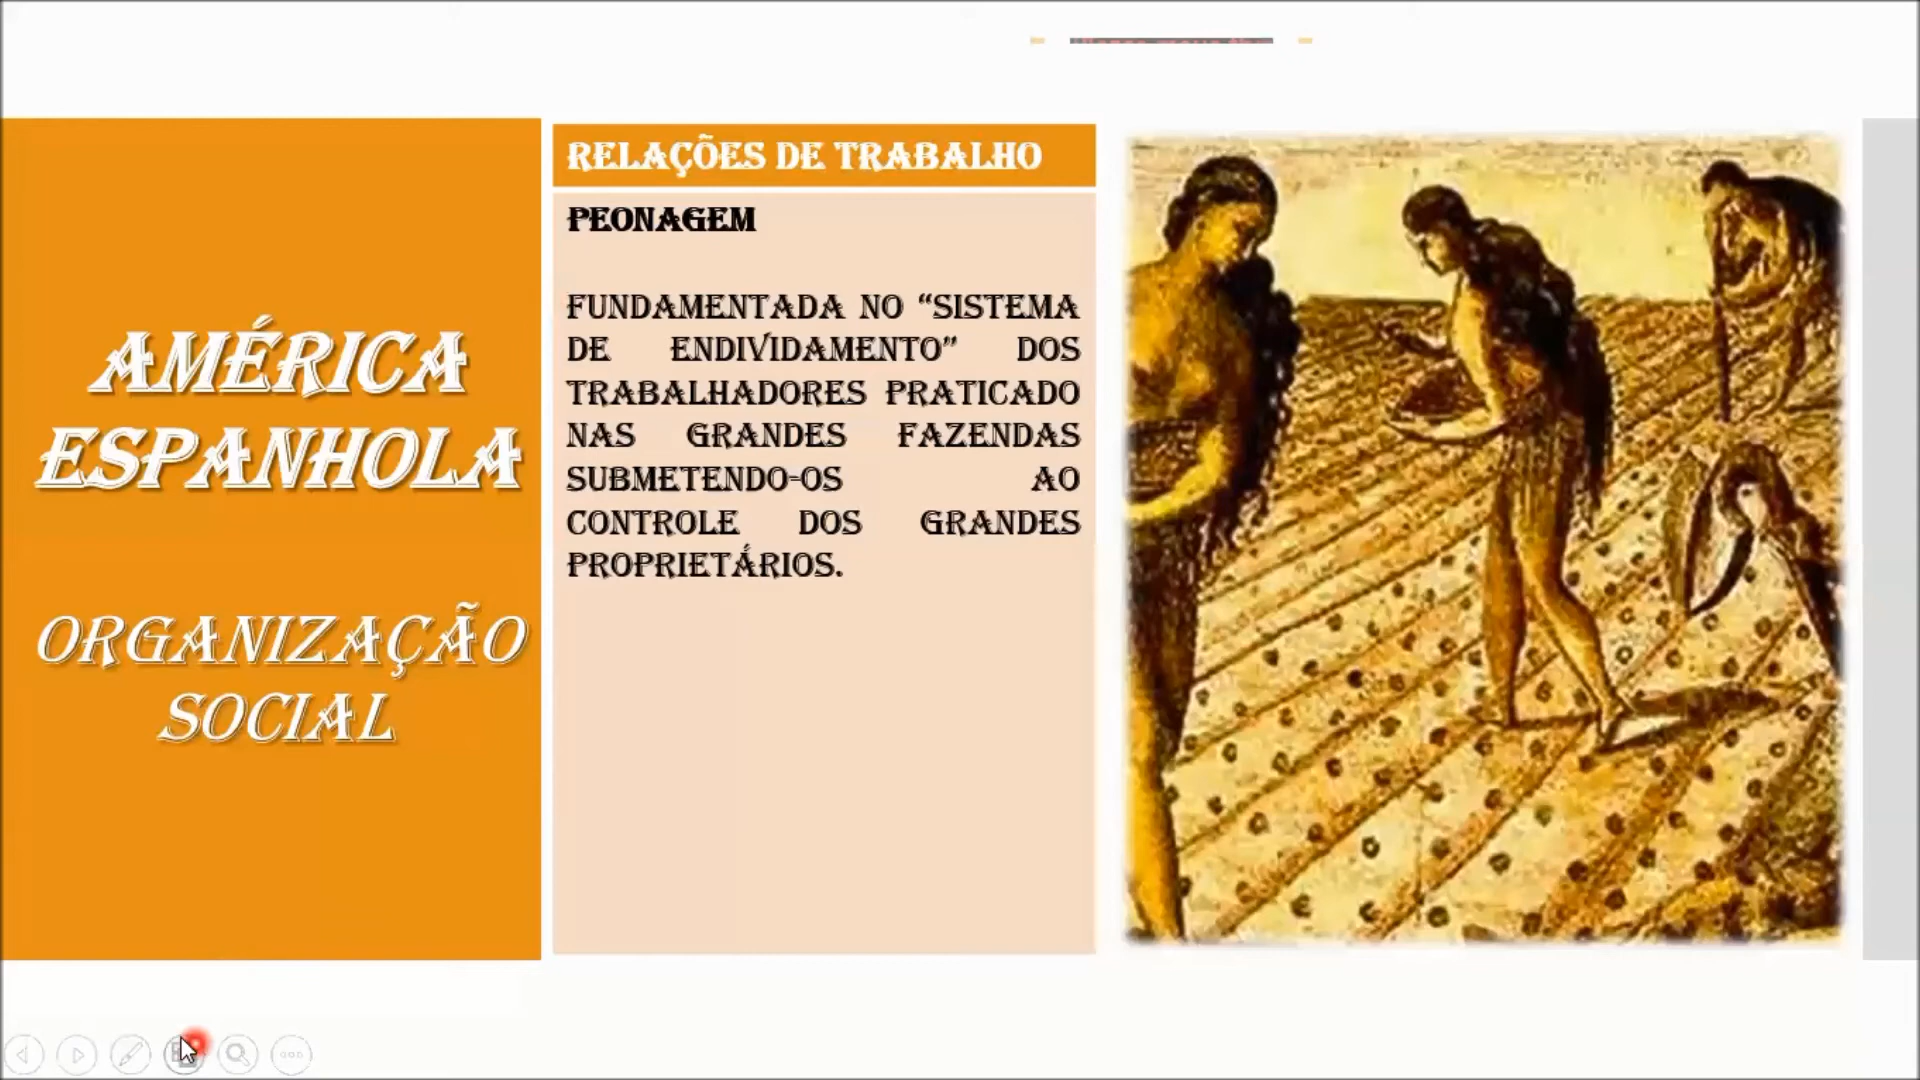 AMÉRICA
ESPANHOLA
ORGANIZAÇÃO
SOCIAL
RELAÇÕES DE TRABALHO
PEONAGEM
FUNDAMENTADA NO “SISTEMA
DE ENDIVIDAMENTO” DOS
TRABALHADORES PRATICADO
NAS GRANDES FAZENDAS
SUBMETENDO-OS AO
CONTROLE DOS GRANDES
PROPRIETÁRIOS.